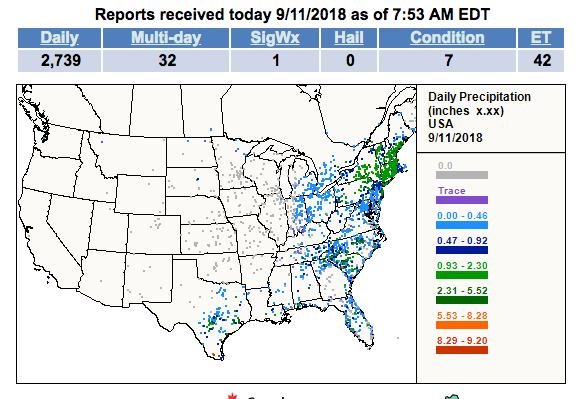 Reports received today 9/11/2018 as of 7:53 AM EDT
Daily Multi-day SigWx Hail Condition ET
2,739 32 1 0 7 42
Daily Precipitation
(inches x.xx)
USA
9/11/2018
0.0
Trace
0.00 - 0.46
0.47 - 0.92
0.93 - 2.30
2.31 - 5.52
5.53 - 8.28
8.29 - 9.20